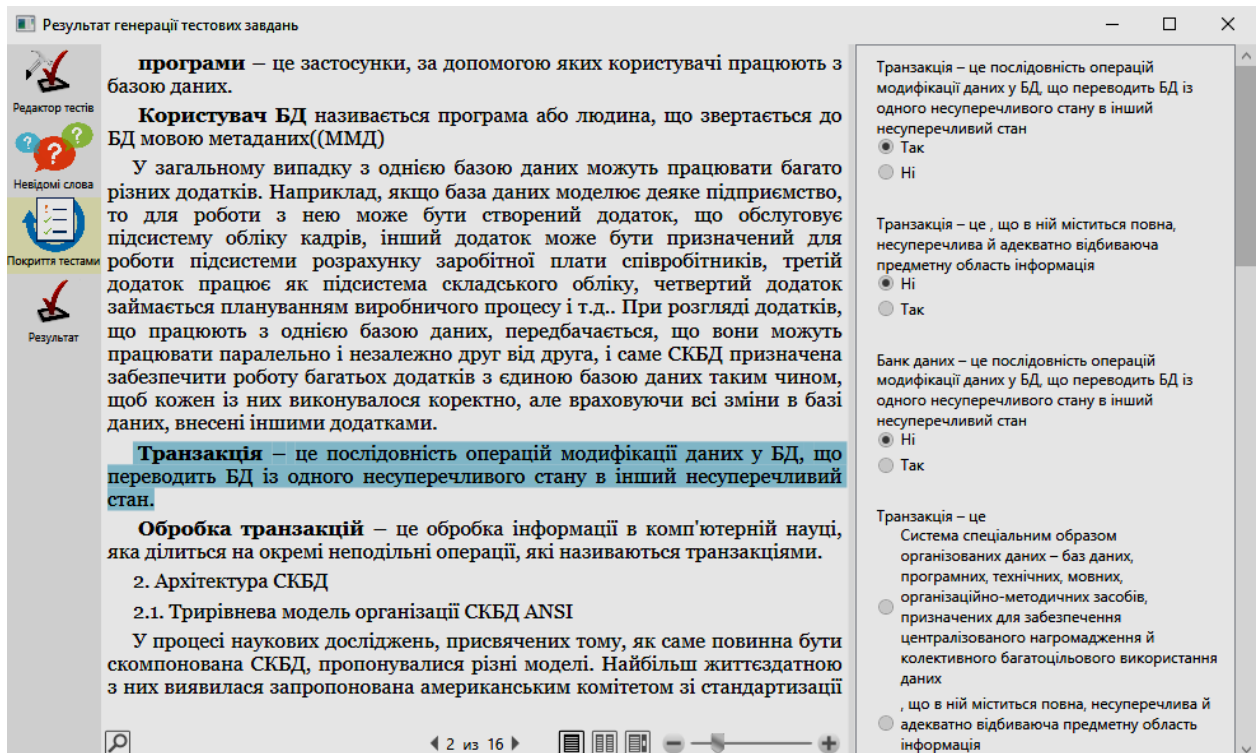 Результат генерації тестових завдань
Редактор тестів
Невідомі слова
Покриття тестами
Результат
програми – це застосунки, за допомогою яких користувачі працюють з
базою даних.
Користувач БД називається програма або людина, що звертається до
БД мовою метаданих((ММД)
У загальному випадку з однією базою даних можуть працювати багато
різних додатків. Наприклад, якщо база даних моделює деяке підприємство,
то для роботи з нею може бути створений додаток, що обслуговує
підсистему обліку кадрів, інший додаток може бути призначений для
роботи підсистеми розрахунку заробітної плати співробітників, третій
додаток працює як підсистема складського обліку, четвертий додаток
займається плануванням виробничого процесу і т.д.. При розгляді додатків,
що працюють з однією базою даних, передбачається, що вони можуть
працювати паралельно і незалежно друг від друга, і саме СКБД призначена
забезпечити роботу багатьох додатків з єдиною базою даних таким чином,
щоб кожен із них виконувалося коректно, але враховуючи всі зміни в базі
даних, внесені іншими додатками.
Транзакція – це послідовність операцій модифікації даних у БД, що
переводить БД із одного несуперечливого стану в інший несуперечливий
стан.
Обробка транзакцій – це обробка інформації в комп'ютерній науці,
яка ділиться на окремі неподільні операції, які називаються транзакціями.
2. Архітектура СКБД
2.1. Трирівнева модель організації СКБД ANSI
У процесі наукових досліджень, присвячених тому, як саме повинна бути
скомпонована СКБД, пропонувалися різні моделі. Найбільш життєздатною
з них виявилася запропонована американським комітетом зі стандартизації
2 из 16
Транзакція – це послідовність операцій
модифікації даних у БД, що переводить БД із
одного несуперечливого стану в інший
несуперечливий стан
Так
Ні
Транзакція – це , що в ній міститься повна,
несуперечлива й адекватно відбиваюча
предметну область інформація
Ні
Так
Банк даних – це послідовність операцій
модифікації даних у БД, що переводить БД із
одного несуперечливого стану в інший
несуперечливий стан
Ні
Так
Транзакція – це
Система спеціальним образом
організованих даних – баз даних,
програмних, технічних, мовних,
організаційно-методичних засобів,
призначених для забезпечення
централізованого нагромадження й
колективного багатоцільового використання
даних
, що в ній міститься повна, несуперечлива й
адекватно відбиваюча предметну область
інформація